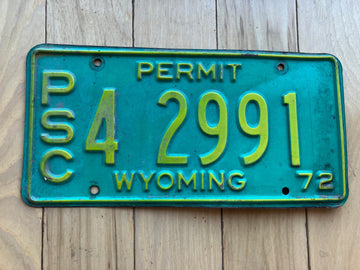 PERMIT
PSC
4 2991
WYOMING 72